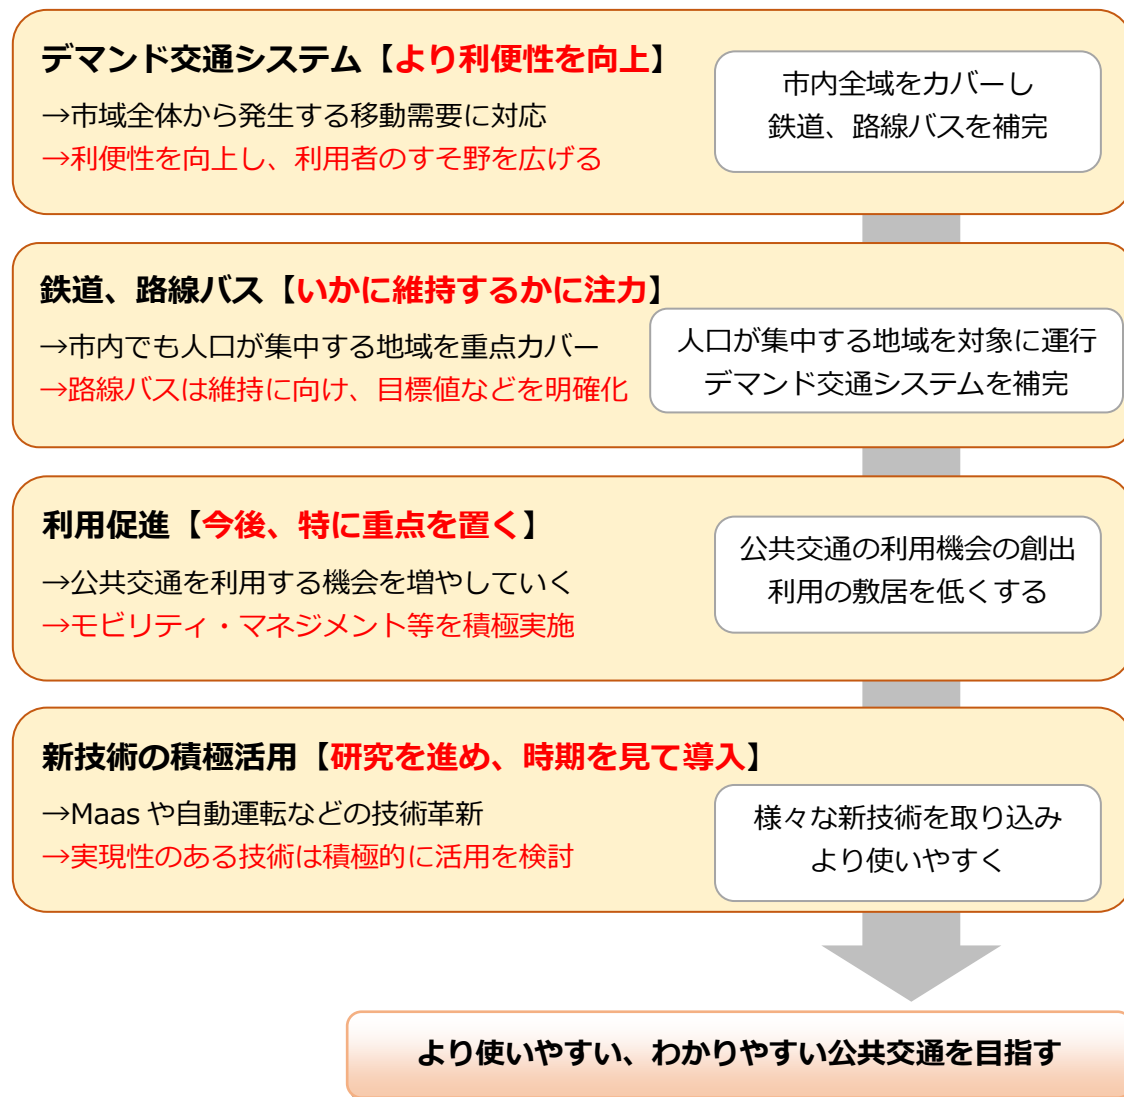 デマンド交通システム【より利便性を向上】
→市域全体から発生する移動需要に対応
→利便性を向上し、利用者のすそ野を広げる
市内全域をカバーし
鉄道、路線バスを補完
鉄道、路線バス【いかに維持するかに注力】
→市内でも人口が集中する地域を重点カバー
→路線バスは維持に向け、目標値などを明確化
人口が集中する地域を対象に運行
デマンド交通システムを補完
利用促進【今後、特に重点を置く】
→公共交通を利用する機会を増やしていく
→モビリティ・マネジメント等を積極実施
公共交通の利用機会の創出
利用の敷居を低くする
新技術の積極活用【研究を進め、時期を見て導入】
→Maas や自動運転などの技術革新
→実現性のある技術は積極的に活用を検討
様々な新技術を取り込み
より使いやすく
より使いやすい、わかりやすい公共交通を目指す